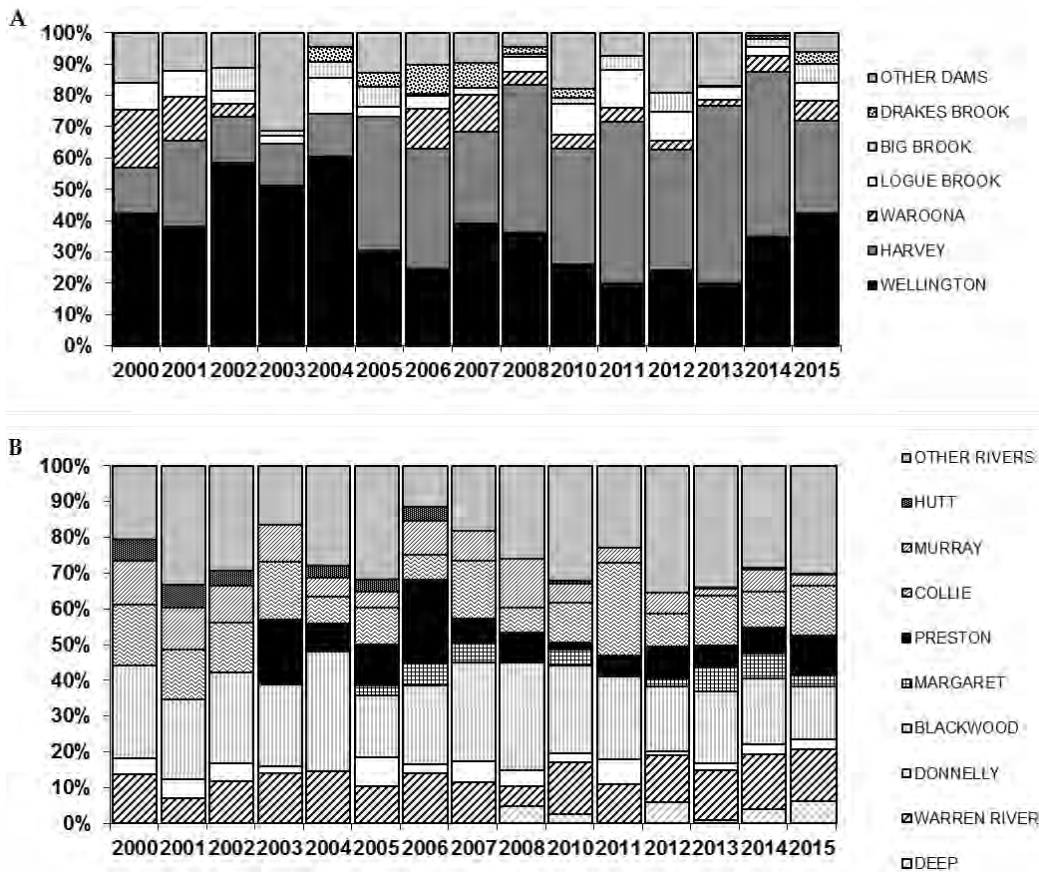 A
100%
90%
80%
70%
60%
50%
40%
30%
20%
10%
0%
2000 2001 2002 2003 2004 2005 2006 2007 2008 2010 2011 2012 2013 2014 2015
OTHER DAMS
DRAKES BROOK
BIG BROOK
LOGUE BROOK
WAROONA
HARVEY
WELLINGTON
B
100%
90%
80%
70%
60%
50%
40%
30%
20%
10%
0%
2000 2001 2002 2003 2004 2005 2006 2007 2008 2010 2011 2012 2013 2014 2015
OTHER RIVERS
HUTT
MURRAY
COLLIE
PRESTON
MARGARET
BLACKWOOD
DONNELLY
WARREN RIVER
DEEP